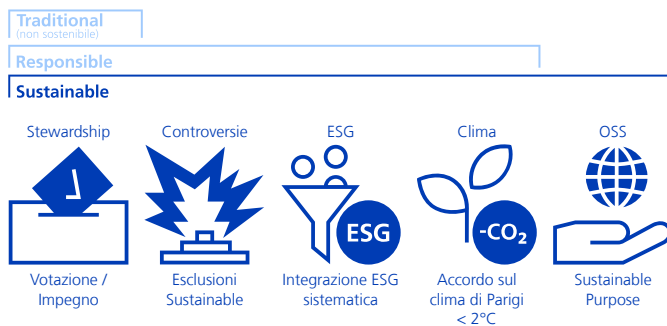 Traditional
(non sostenibile)
Responsible
Sustainable
Stewardship
Controversie
ESG
Clima
OSS
ESG
-CO₂
Votazione /
Impegno
Esclusioni
Sustainable
Integrazione ESG
sistematica
Accordo sul
clima di Parigi
< 2°C
Sustainable
Purpose